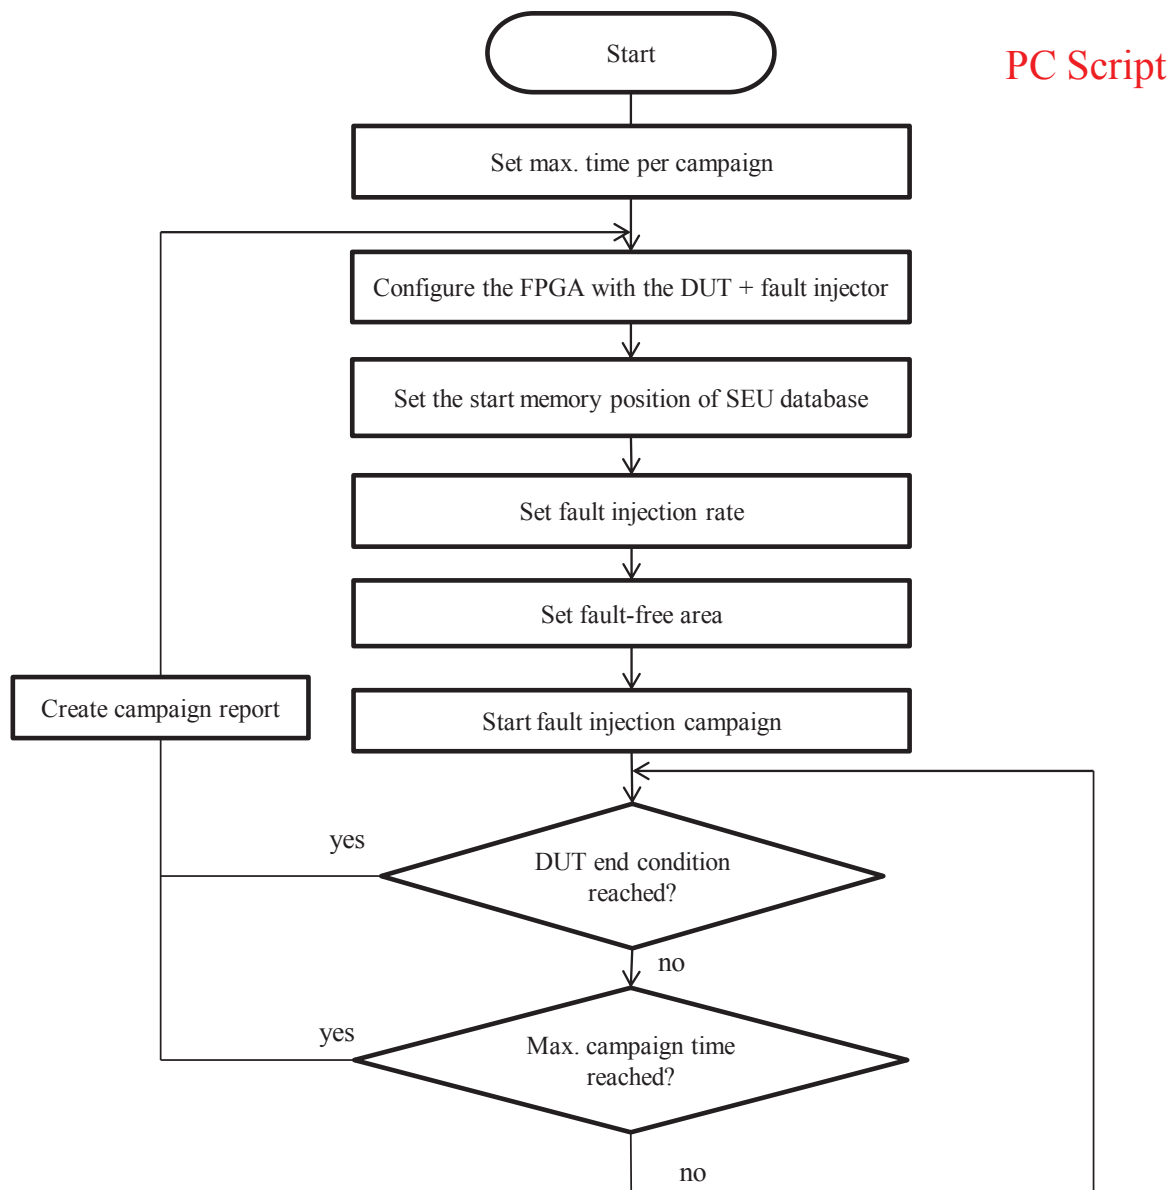 Start
PC Script
Set max. time per campaign
Configure the FPGA with the DUT + fault injector
Set the start memory position of SEU database
Set fault injection rate
Set fault-free area
Create campaign report
Start fault injection campaign
yes
DUT end condition
reached?
no
yes
Max. campaign time
reached?
no